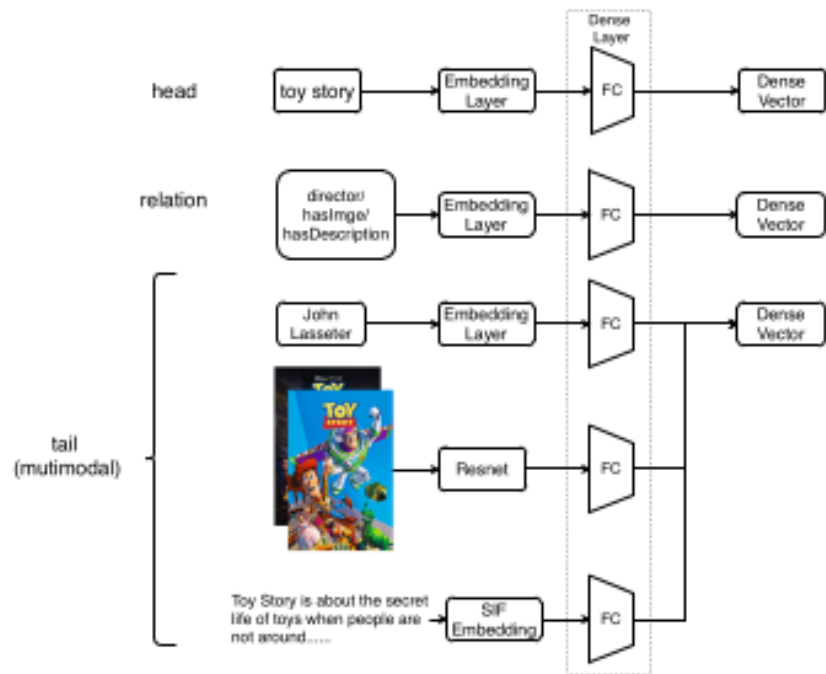 Dense
Layer
head
toy story
Embedding
Layer
FC
Dense
Vector
relation
director/
hasImge/
hasDescription
Embedding
Layer
FC
Dense
Vector
John
Lasseter
Embedding
Layer
FC
Dense
Vector
TOY
STORY
tail
(mutimodal)
Resnet
FC
Toy Story is about the secret
life of toys when people are
not around.....
SIF
Embedding
FC